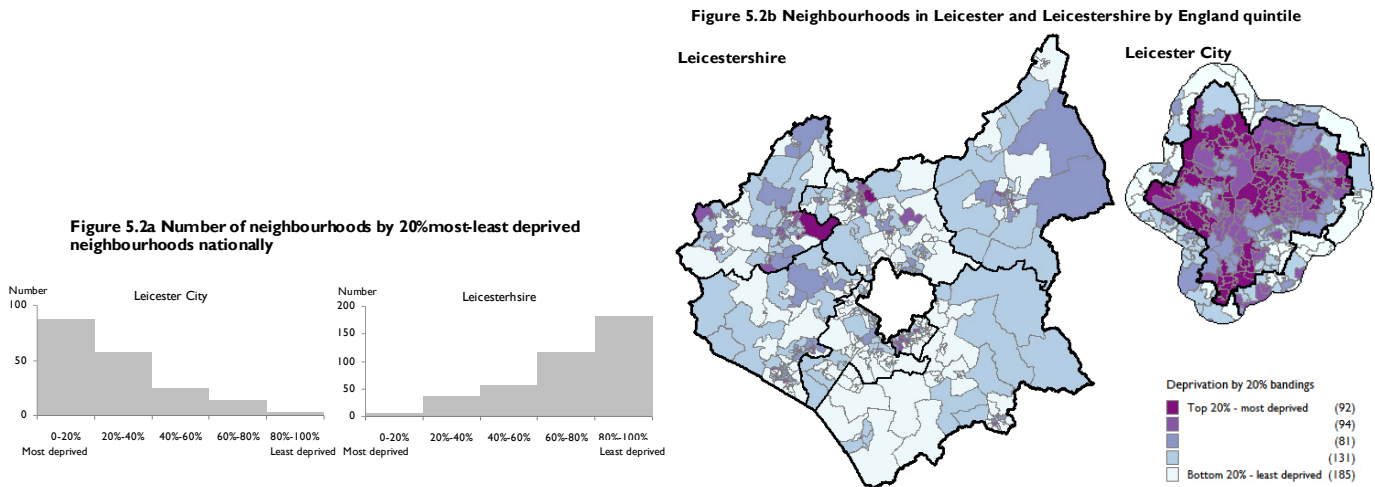 Figure 5.2a Number of neighbourhoods by 20%most-least deprived
neighbourhoods nationally
Number
Leicester City
100
50
0
0-20%
20%-40%
40%-60%
60%-80%
80%-100%
Most deprived
Least deprived
Number
Leicesterhsire
200
150
100
50
0
0-20%
20%-40%
40%-60%
60%-80%
80%-100%
Most deprived
Least deprived
Figure 5.2b Neighbourhoods in Leicester and Leicestershire by England quintile
Leicestershire
Leicester City
Deprivation by 20% bandings
Top 20% - most deprived (92)
(94)
(81)
(131)
Bottom 20% - least deprived (185)